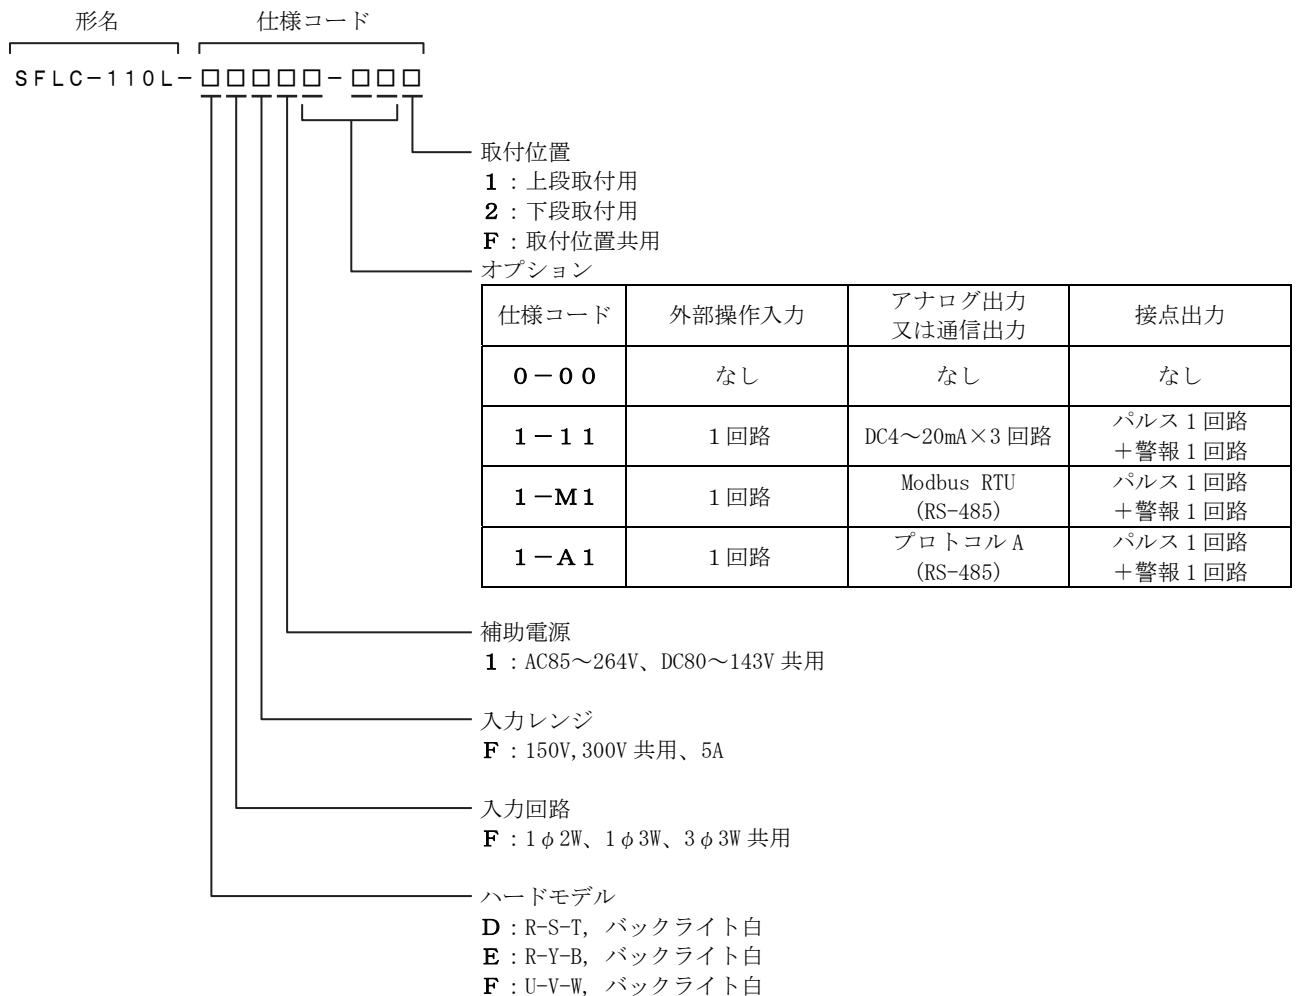 形名 仕様コード
SFLC-110L-□□□□□-□□□
取付位置
1：上段取付用
2：下段取付用
F：取付位置共用
オプション
仕様コード 外部操作入力 アナログ出力 又は通信出力 接点出力
0-00 なし なし なし
1-11 1回路 DC4～20mA×3回路 パルス1回路 +警報1回路
1-M1 1回路 Modbus RTU (RS-485) パルス1回路 +警報1回路
1-A1 1回路 プロトコルA (RS-485) パルス1回路 +警報1回路
補助電源
1：AC85～264V、DC80～143V共用
入力レンジ
F：150V,300V共用、5A
入力回路
F：1φ2W、1φ3W、3φ3W共用
ハードモデル
D：R-S-T, バックライト白
E：R-Y-B, バックライト白
F：U-V-W, バックライト白